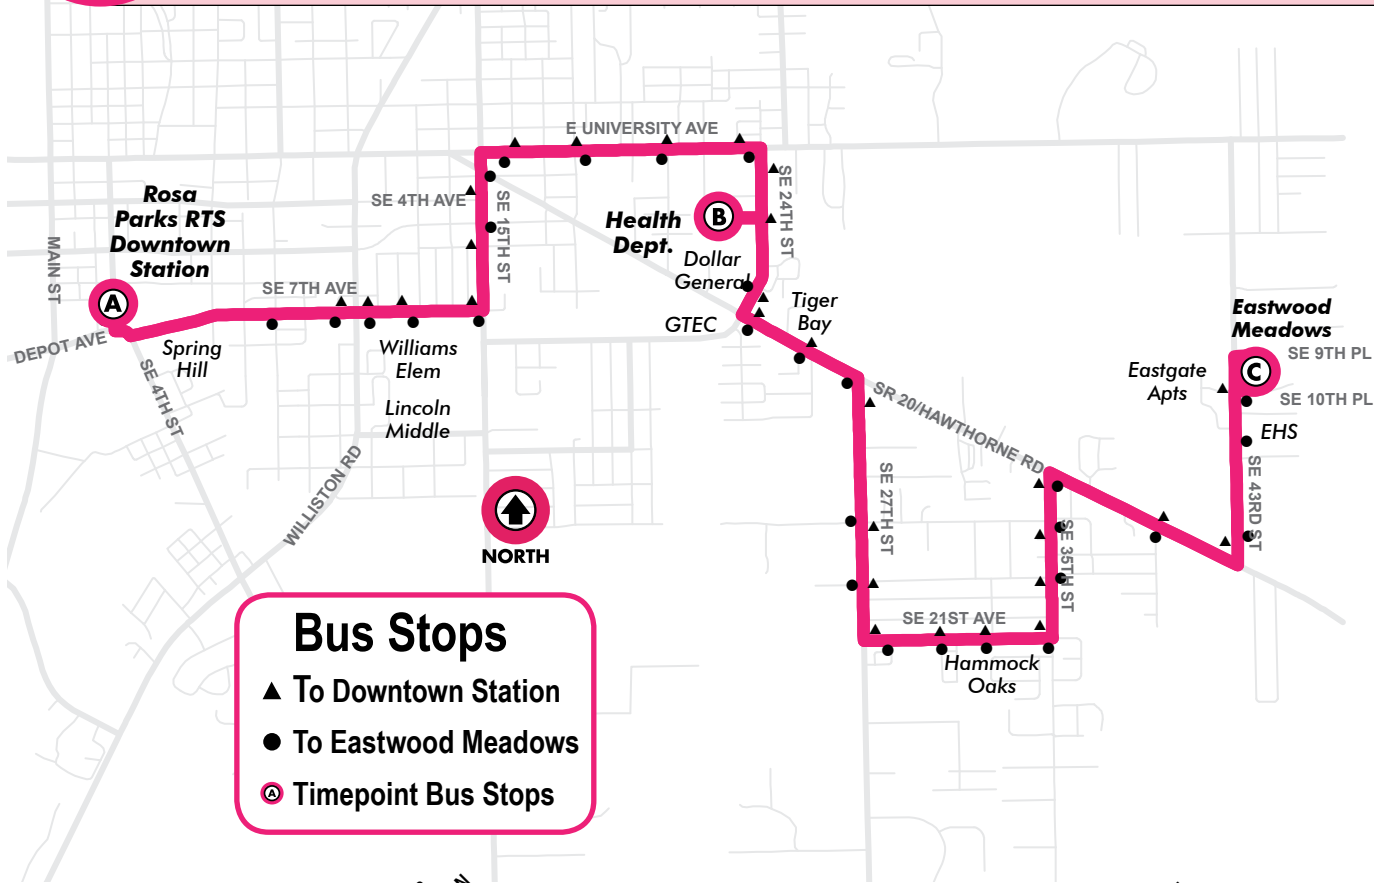 E UNIVERSITY AVE
Rosa
Parks RTS
Downtown
Station
SE 4TH AVE
SE 15TH ST
Health
Dept.
B
SE 24TH ST
Dollar
General
MAIN ST
A
SE 7TH AVE
DEPOT AVE
Spring
Hill
SE 4TH ST
Williams
Elem
Lincoln
Middle
GTEC
Tiger
Bay
Eastwood
Meadows
SE 9TH PL
C
SE 10TH PL
Eastgate
Apts
EHS
SR 20/HAWTHORNE RD
SE 43RD ST
WILLISTON RD
NORTH
SE 27TH ST
SE 35TH ST
SE 21ST AVE
Hammock
Oaks
Bus Stops
To Downtown Station
To Eastwood Meadows
A Timepoint Bus Stops